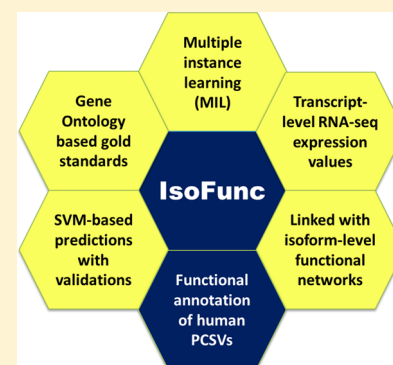 Multiple
instance
learning
(MIL)
Gene
Ontology
based gold
standards
Transcript-
level RNA-seq
expression
values
IsoFunc
SVM-based
predictions
with
validations
Linked with
isoform-level
functional
networks
Functional
annotation
of human
PCSVs